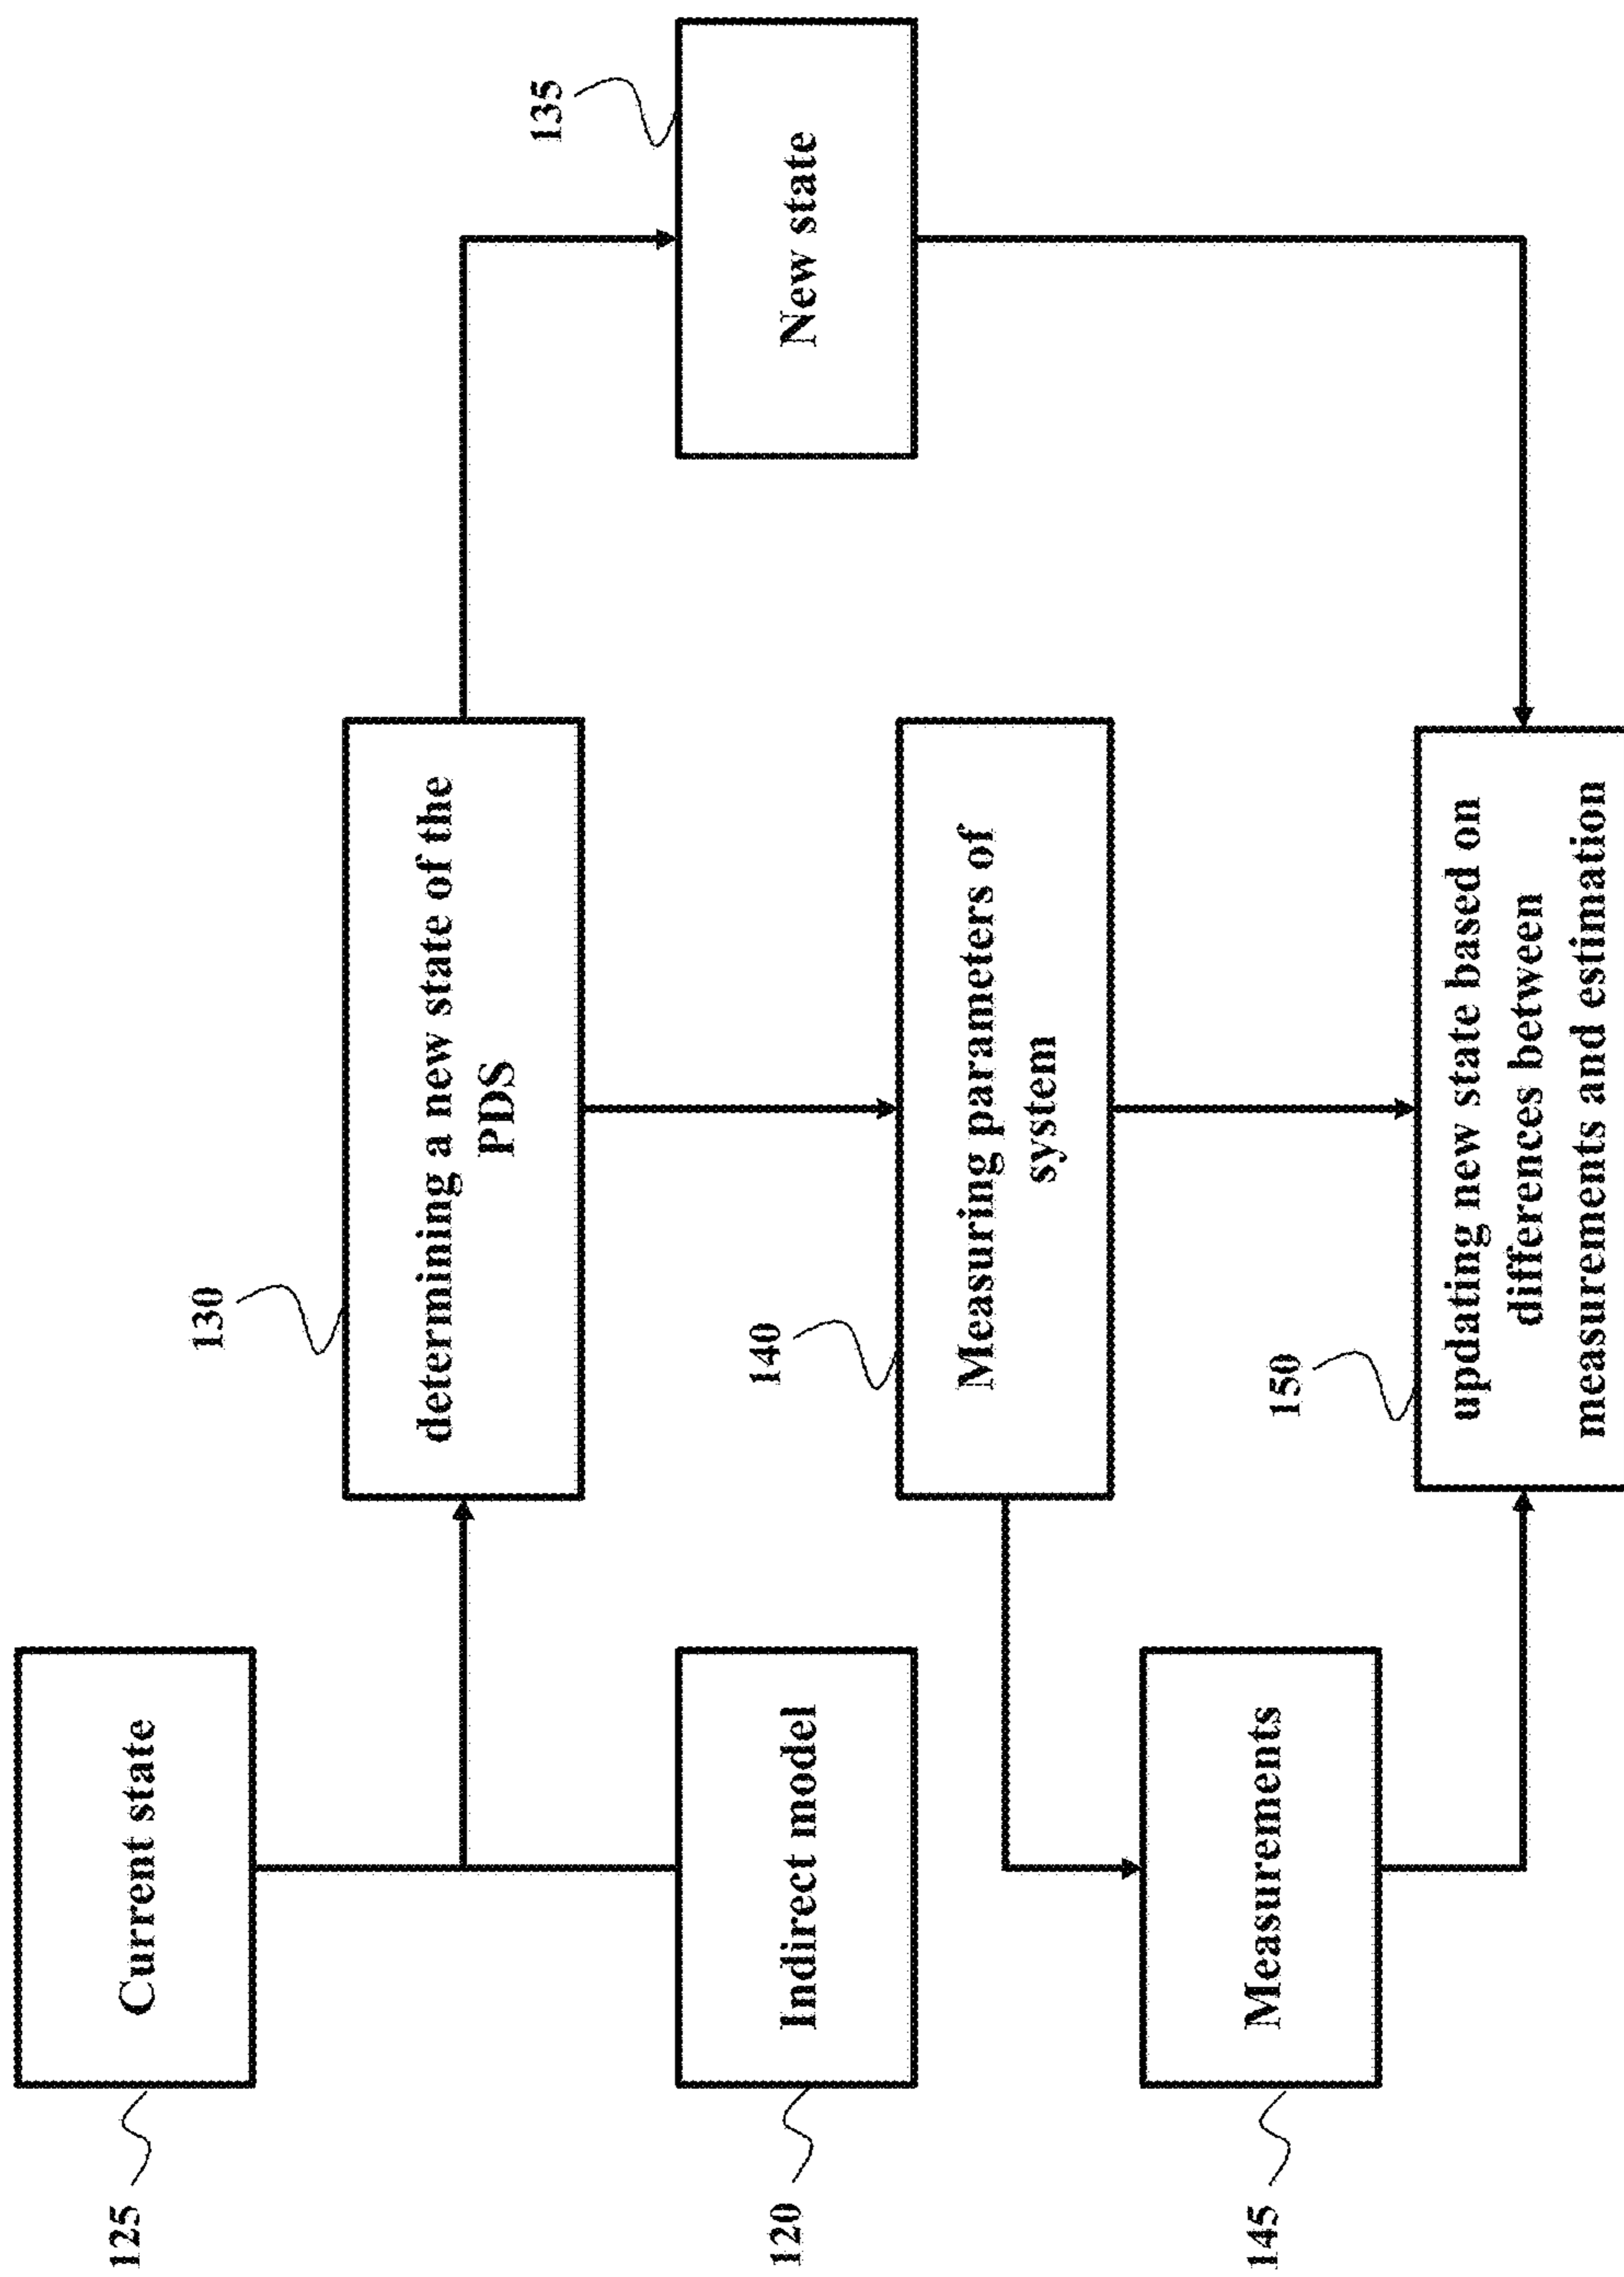 125
Current state
130
determining a new state of the
PDS
135
New state
120
Indirect model
140
Measuring parameters of
system
145
Measurements
150
updating new state based on
differences between
measurements and estimation